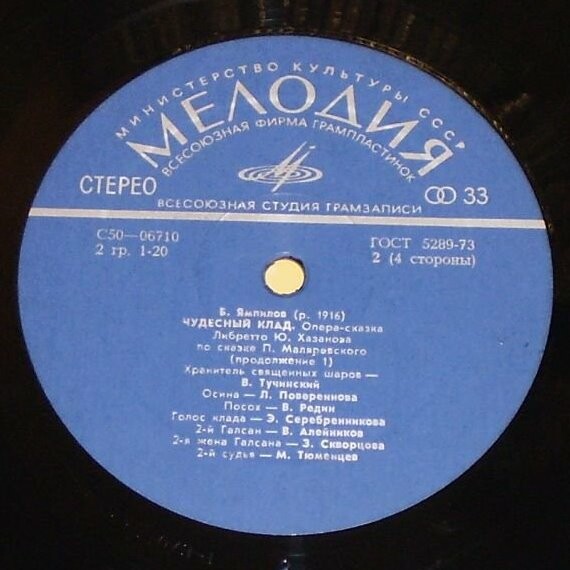 МИНИСТЕРСТВО КУЛЬТУРЫ СССР
МЕЛОДИЯ
ВСЕСОЮЗНАЯ ФИРМА ГРАМПЛАСТИНОК
СТЕРЕО
33
ВСЕСОЮЗНАЯ СТУДИЯ ГРАМЗАПИСИ
С50—06710
ГОСТ 5289-73
2 гр. 1-20
2 (4 стороны)
Б. Ямпилов (р. 1916)
ЧУДЕСНЫЙ КЛАД. Опера-сказка
Либретто Ю. Хазанова
по сказке П. Маляревского
(продолжение 1)
Хранитель священных шаров —
В. Тучинский
Осина — Л. Повереннова
Посох — В. Редин
Голос клада — Э. Серебренникова
2-й Галсан — В. Алейников
2-я жена Галсана — З. Скворцова
2-й судья — М. Тюменцев